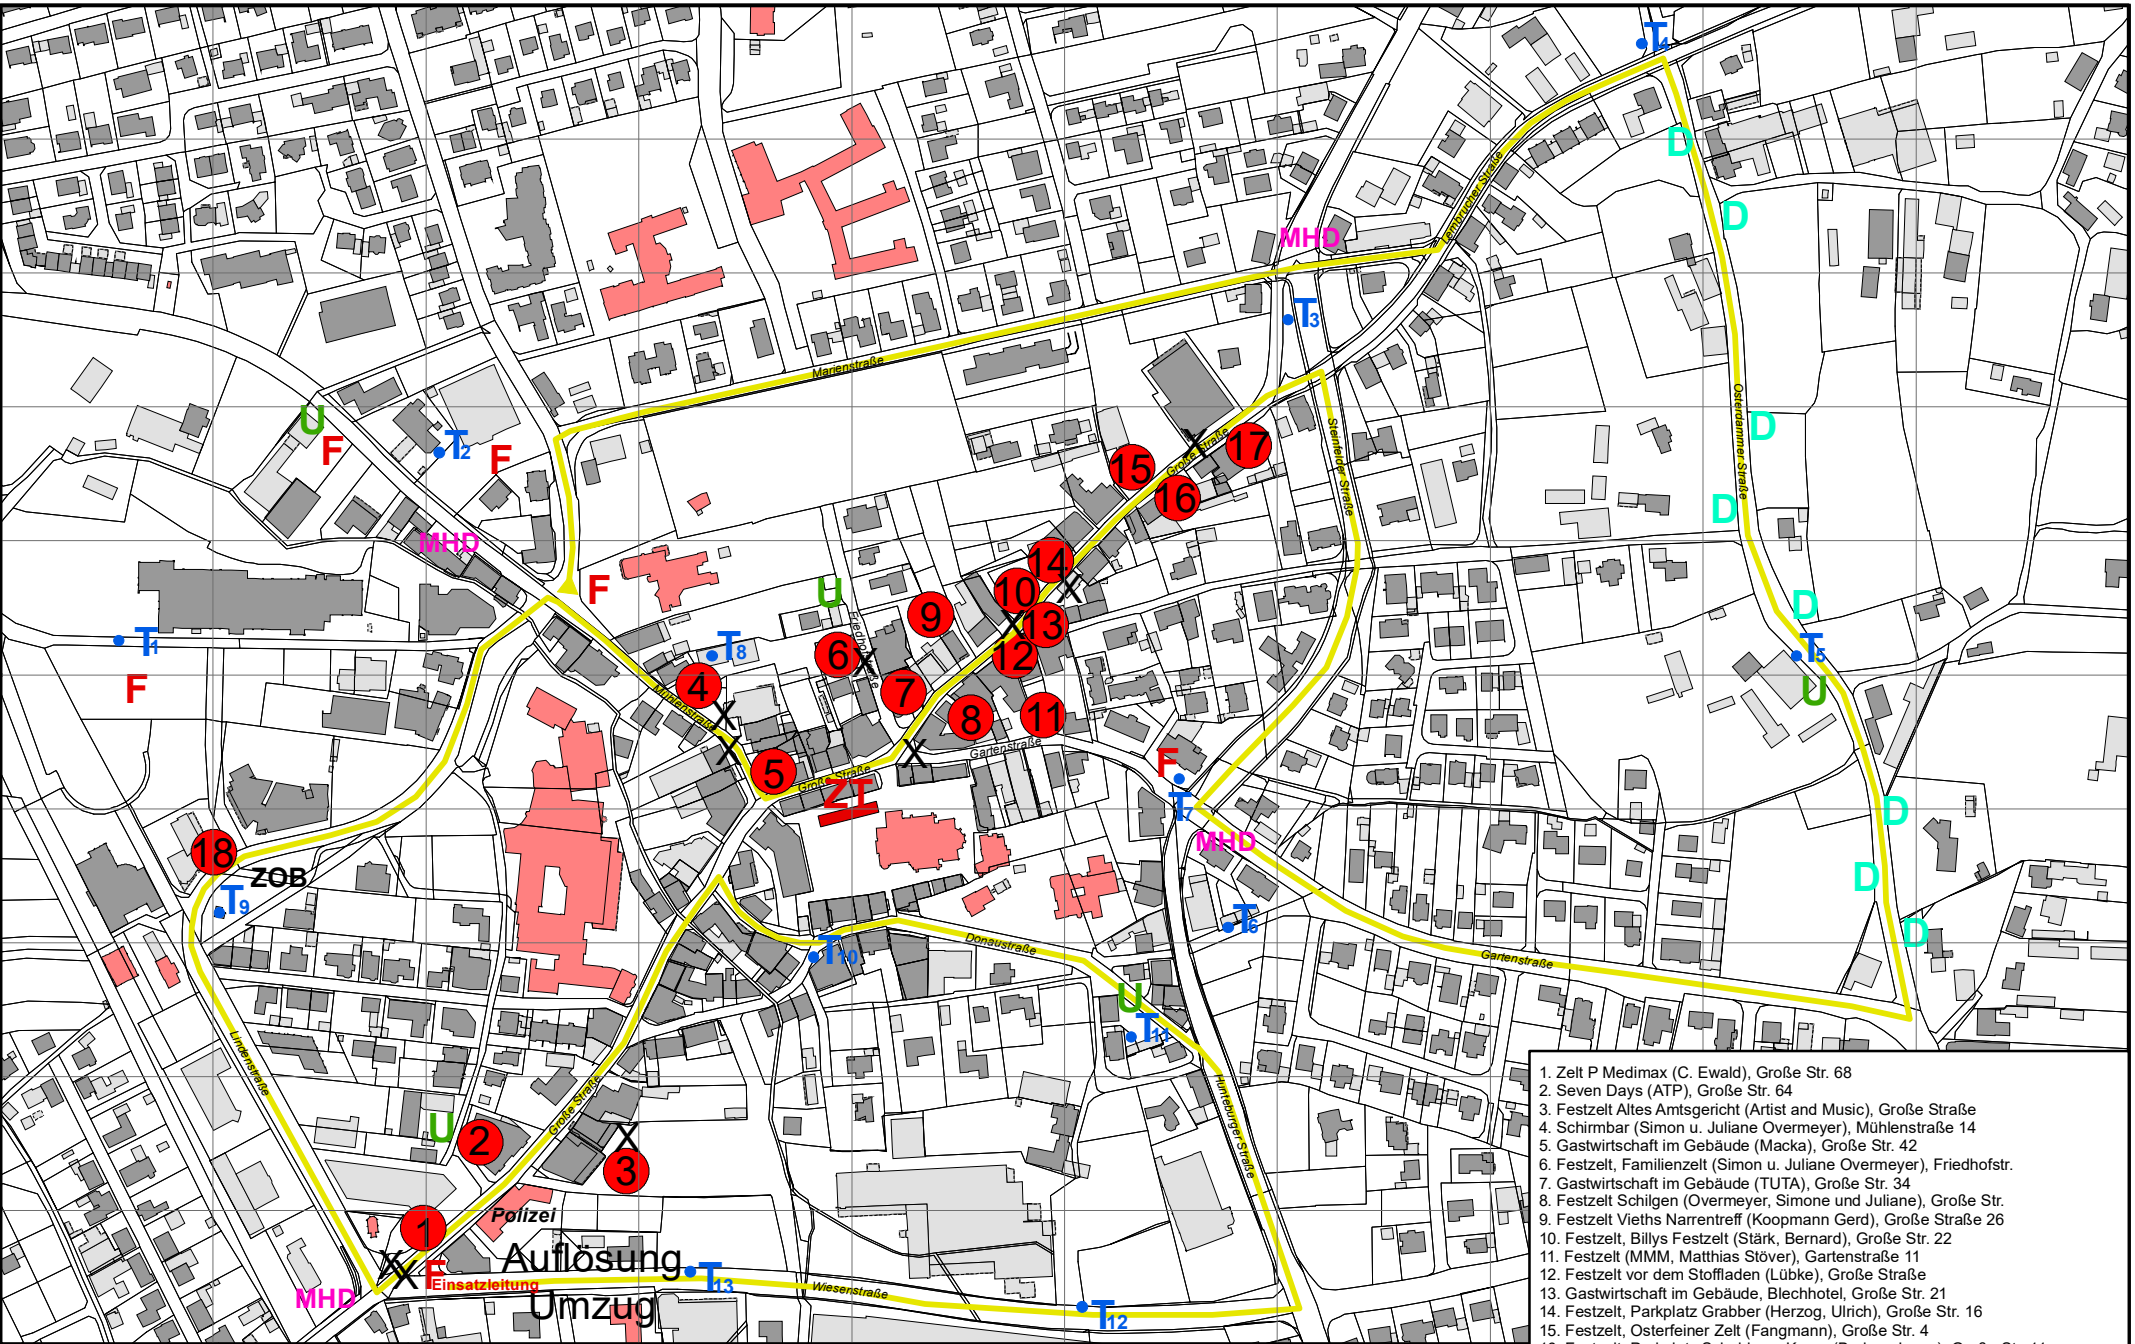 T4
D
D
MHD
Lembrucher Straße
T3
Marienstraße
Osterdammer Straße
D
U
F
T2
F
X
Große Straße
17
15
16
Steinfelder Straße
D
MHD
14
10
X
F
U
9
Friedhofstraße
D
T1
T8
6
X
X
13
12
T5
F
4
7
U
Mühlenstraße
X
8
11
X
5
X
Gartenstraße
F
Große Straße
ZT
T7
D
MHD
18
ZOB
D
T9
T6
D
T10
Donaustraße
Gartenstraße
U
T11
Lindenstraße
Große Straße
Hunteburger Straße
U
2
X
3
1
Polizei
X
X
F
Einsatzleitung
Auflösung
Umzug
MHD
T13
Wiesenstraße
T12
1. Zelt P Medimax (C. Ewald), Große Str. 68
2. Seven Days (ATP), Große Str. 64
3. Festzelt Altes Amtsgericht (Artist and Music), Große Straße
4. Schirmbar (Simon u. Juliane Overmeyer), Mühlenstraße 14
5. Gastwirtschaft im Gebäude (Macka), Große Str. 42
6. Festzelt, Familienzelt (Simon u. Juliane Overmeyer), Friedhofstr.
7. Gastwirtschaft im Gebäude (TUTA), Große Str. 34
8. Festzelt Schilgen (Overmeyer, Simone und Juliane), Große Str.
9. Festzelt Vieths Narrentreff (Koopmann Gerd), Große Straße 26
10. Festzelt, Billys Festzelt (Stärk, Bernard), Große Str. 22
11. Festzelt (MMM, Matthias Stöver), Gartenstraße 11
12. Festzelt vor dem Stoffladen (Lübke), Große Straße
13. Gastwirtschaft im Gebäude, Blechhotel, Große Str. 21
14. Festzelt, Parkplatz Grabber (Herzog, Ulrich), Große Str. 16
15. Festzelt, Osterfeiner Zelt (Fangmann), Große Str. 4